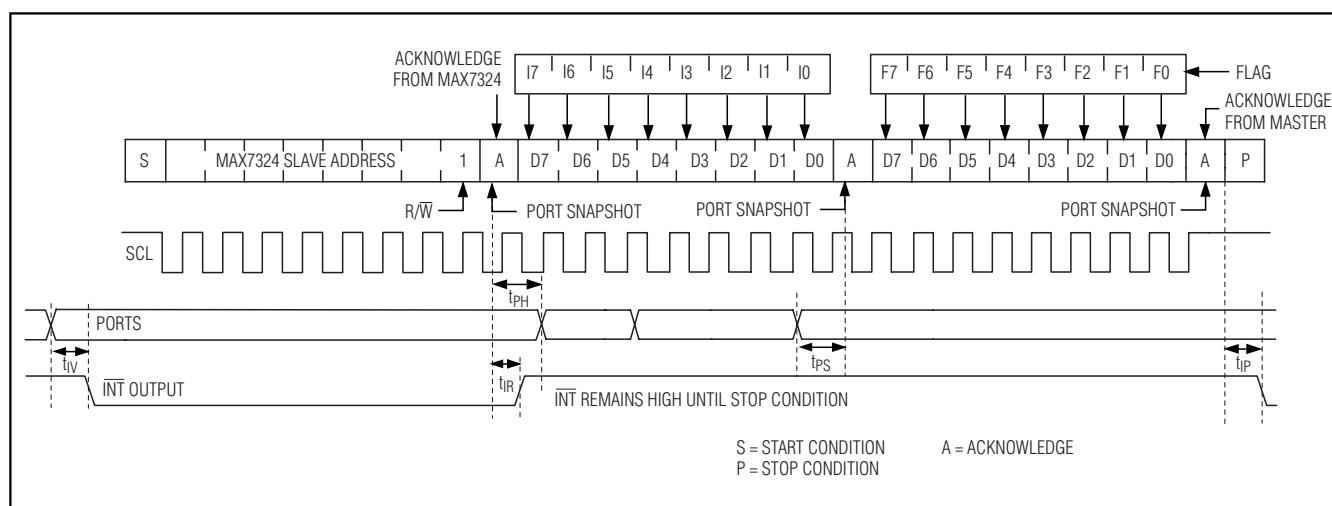 ACKNOWLEDGE
FROM MAX7324
I7 I6 I5 I4 I3 I2 I1 I0
F7 F6 F5 F4 F3 F2 F1 F0
FLAG
ACKNOWLEDGE
FROM MASTER
S MAX7324 SLAVE ADDRESS 1 A D7 D6 D5 D4 D3 D2 D1 D0 A D7 D6 D5 D4 D3 D2 D1 D0 A P
R/W̅ PORT SNAPSHOT PORT SNAPSHOT PORT SNAPSHOT
SCL
tPH
PORTS
tIV tIR tPS tIP
I̅N̅T̅ OUTPUT
I̅N̅T̅ REMAINS HIGH UNTIL STOP CONDITION
S = START CONDITION A = ACKNOWLEDGE
P = STOP CONDITION